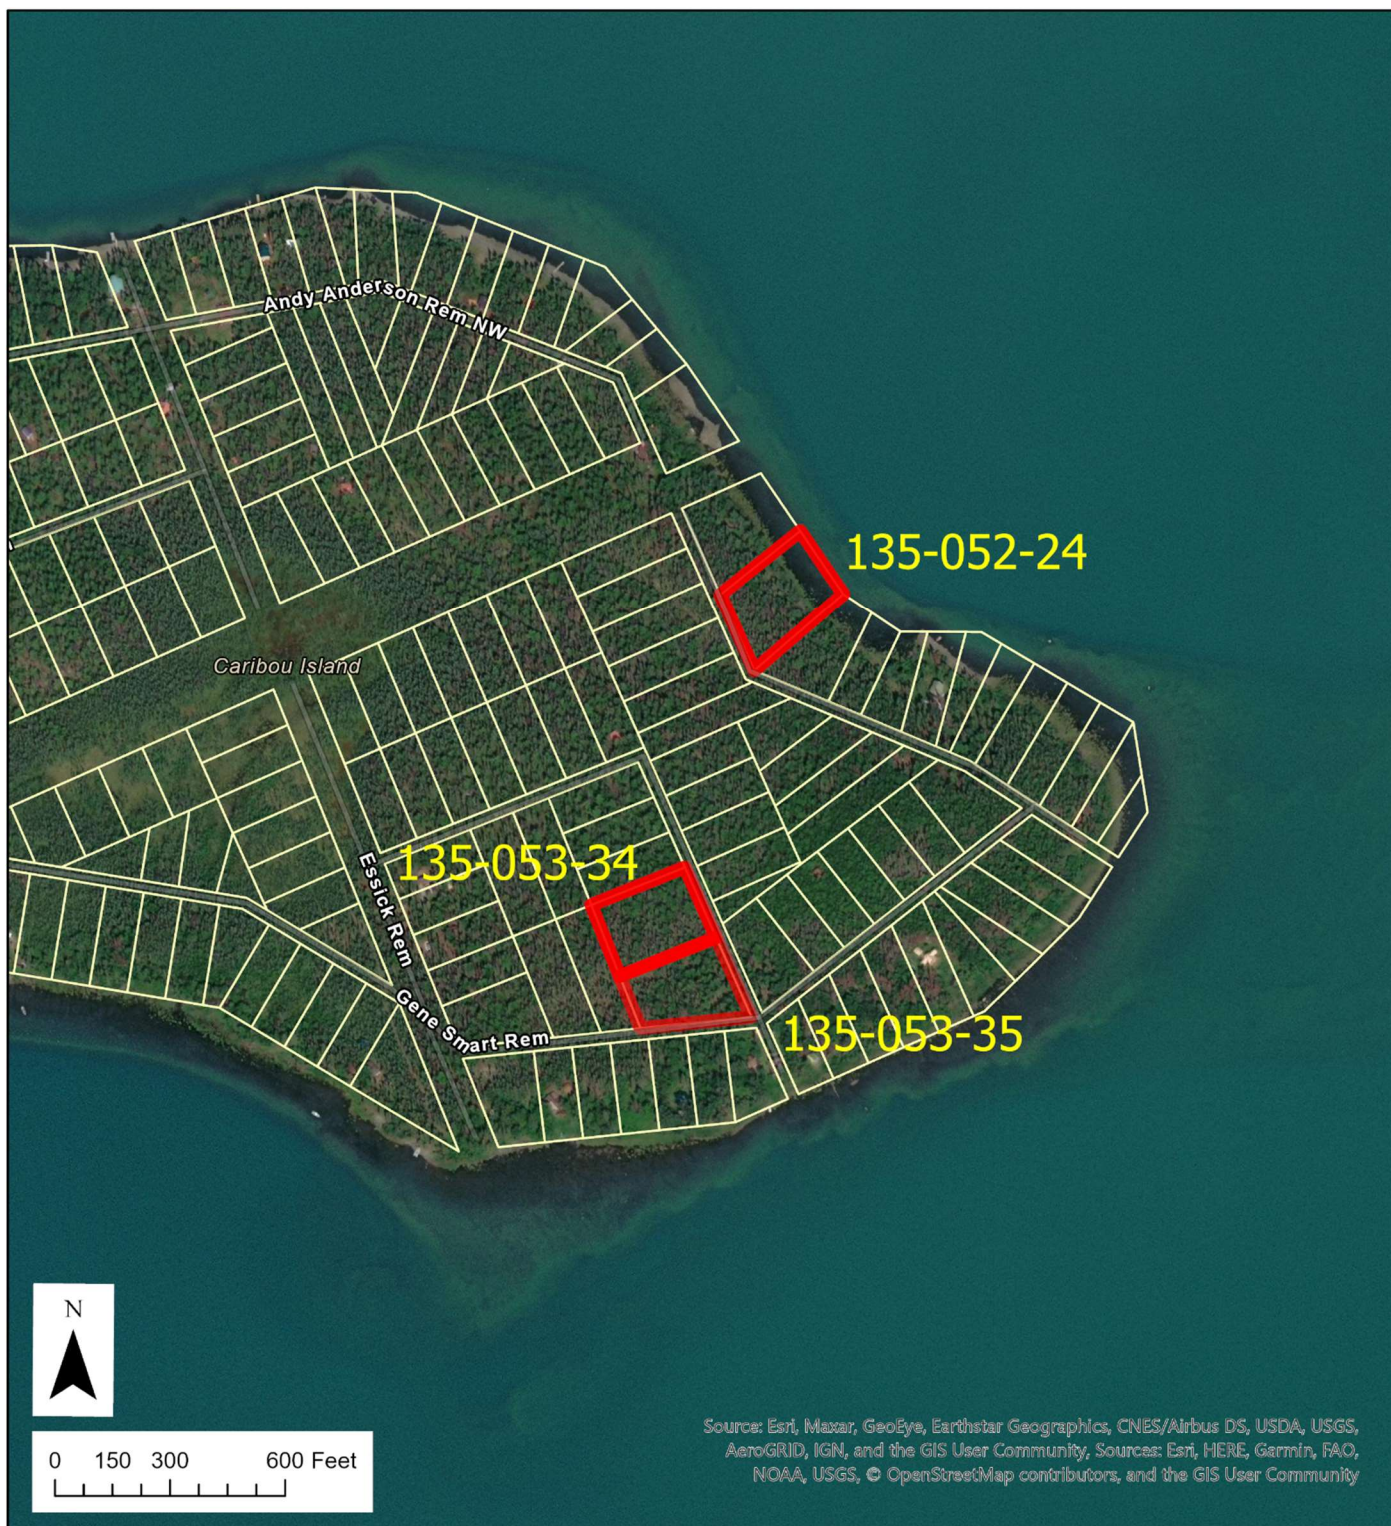 Andy Anderson Rem NW
135-052-24
Caribou Island
135-053-34
Essick Rem
Gene Smart Rem
135-053-35
N
0 150 300 600 Feet
Source: Esri, Maxar, GeoEye, Earthstar Geographics, CNES/Airbus DS, USDA, USGS,
AeroGRID, IGN, and the GIS User Community, Sources: Esri, HERE, Garmin, FAO,
NOAA, USGS, © OpenStreetMap contributors, and the GIS User Community